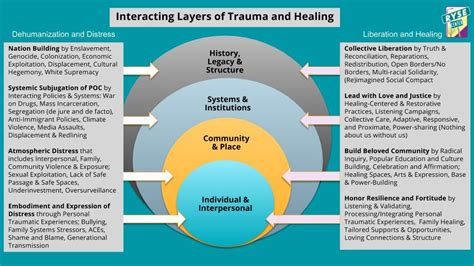 Interacting Layers of Trauma and Healing
RYSE
CENTER
Dehumanization and Distress
Liberation and Healing
Nation Building by Enslavement,
Genocide, Colonization, Economic
Exploitation, Displacement, Cultural
Hegemony, White Supremacy
Systemic Subjugation of POC by
Interacting Policies & Systems: War
on Drugs, Mass Incarceration,
Segregation (de jure and de facto),
Anti-Immigrant Policies, Climate
Violence, Media Assaults,
Displacement & Redlining
Atmospheric Distress that
includes Interpersonal, Family,
Community Violence & Exposure;
Sexual Exploitation, Lack of Safe
Passage & Safe Spaces,
Underinvestment, Oversurveillance
Embodiment and Expression of
Distress through Personal
Traumatic Experiences; Bullying,
Family Systems Stressors, ACEs,
Shame and Blame, Generational
Transmission
History,
Legacy &
Structure
Systems &
Institutions
Community
& Place
Individual &
Interpersonal
Collective Liberation by Truth &
Reconciliation, Reparations,
Redistribution, Open Borders/No
Borders, Multi-racial Solidarity,
(Re)imagined Social Compact
Lead with Love and Justice by
Healing-Centered & Restorative
Practices, Listening Campaigns,
Collective Care, Adaptive, Responsive,
and Proximate, Power-sharing (Nothing
about us without us)
Build Beloved Community by Radical
Inquiry, Popular Education and Culture
Building, Celebration and Affirmation;
Healing Spaces, Arts & Expression, Base
& Power-Building
Honor Resilience and Fortitude by
Listening & Validating,
Processing/Integrating Personal
Traumatic Experiences, Family Healing,
Tailored Supports & Opportunities,
Loving Connections & Structure